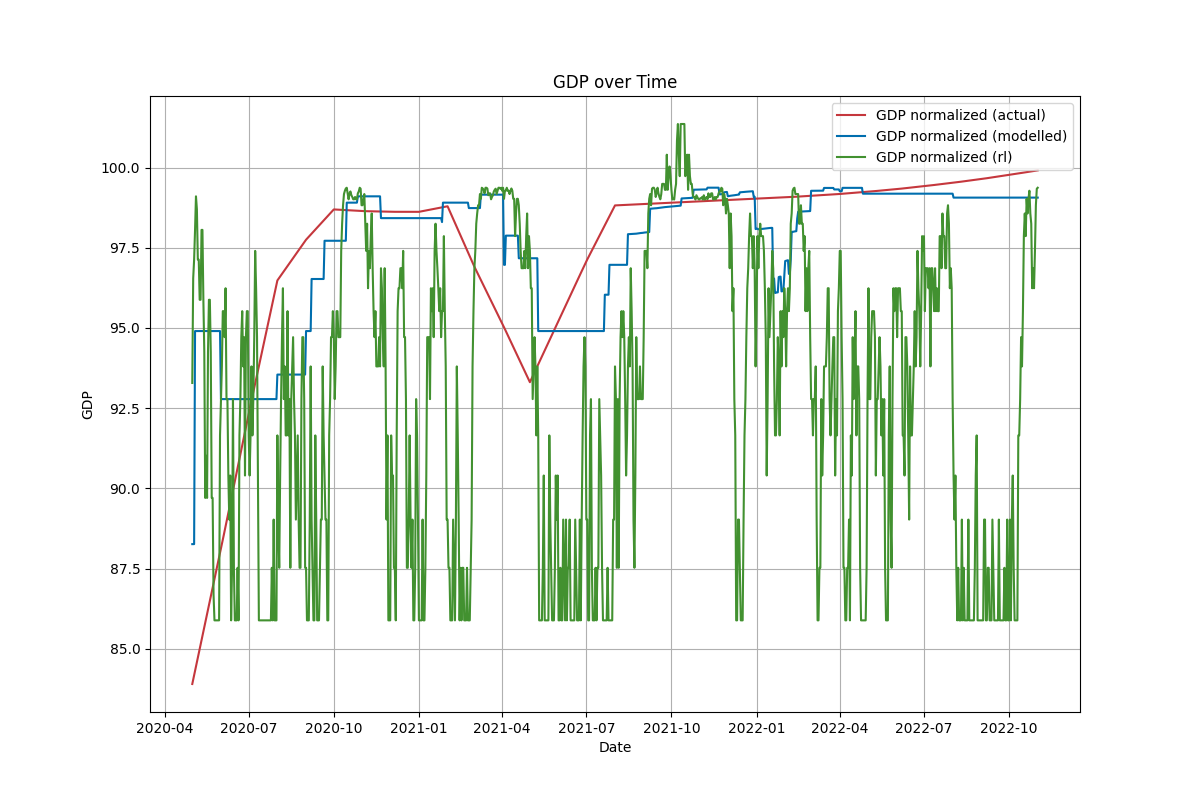 GDP over Time
GDP normalized (actual)
GDP normalized (modelled)
GDP normalized (rl)
100.0
97.5
95.0
92.5
90.0
87.5
85.0
GDP
2020-04 2020-07 2020-10 2021-01 2021-04 2021-07 2021-10 2022-01 2022-04 2022-07 2022-10
Date